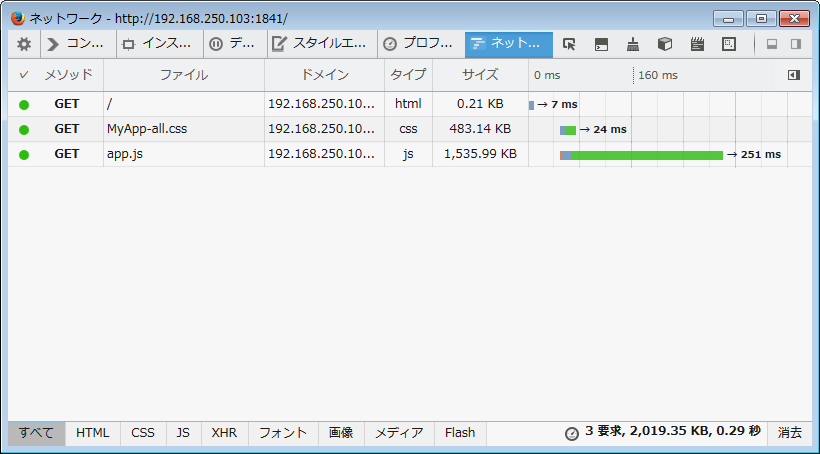 ネットワーク - http://192.168.250.103:1841/
コン... インス... デ... スタイルエ... プロフ... ネット...
✓ メソッド ファイル ドメイン タイプ サイズ 0 ms 160 ms
GET / 192.168.250.10... html 0.21 KB → 7 ms
GET MyApp-all.css 192.168.250.10... css 483.14 KB → 24 ms
GET app.js 192.168.250.10... js 1,535.99 KB → 251 ms
すべて HTML CSS JS XHR フォント 画像 メディア Flash 3 要求, 2,019.35 KB, 0.29 秒 消去